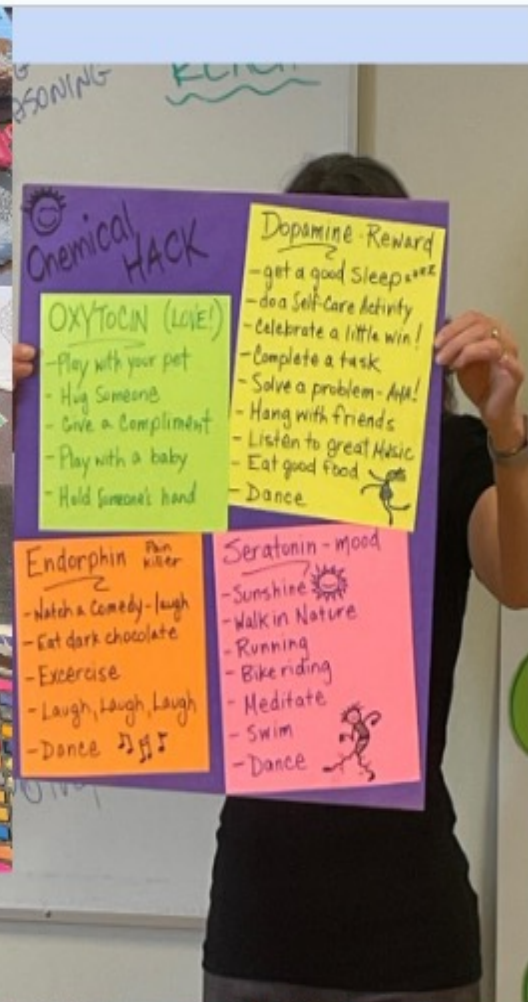 ASONING
Chemical
HACK
OXYTOCIN (LOVE!)
-Play with your pet
- Hug Someone
- Give a Compliment
- Play with a baby
- Hold Someone's hand
Dopamine - Reward
- get a good Sleep zzzz
- do a Self-Care Activity
- Celebrate a little win!
- Complete a task
- Solve a problem - AHA!
- Hang with friends
- Listen to great Music
- Eat good food
- Dance
Endorphin Pain
killer
- Watch a Comedy - laugh
- Eat dark chocolate
- Excercise
- Laugh, Laugh, Laugh
- Dance
Seratonin - mood
- Sunshine
- Walk in Nature
- Running
- Bike riding
- Meditate
- Swim
- Dance